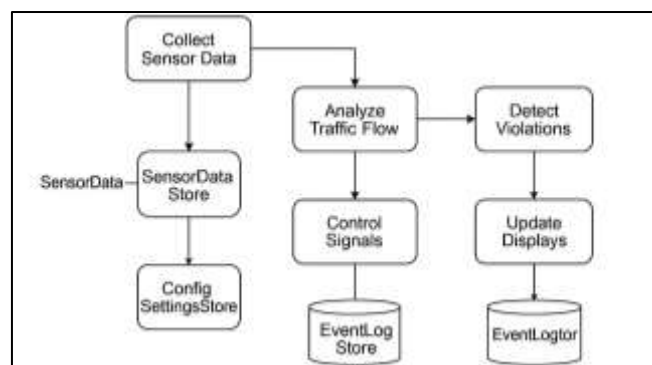 Collect
Sensor Data
Analyze
Traffic Flow
Detect
Violations
SensorData
SensorData
Store
Control
Signals
Update
Displays
Config
SettingsStore
EventLog
Store
EventLogtor